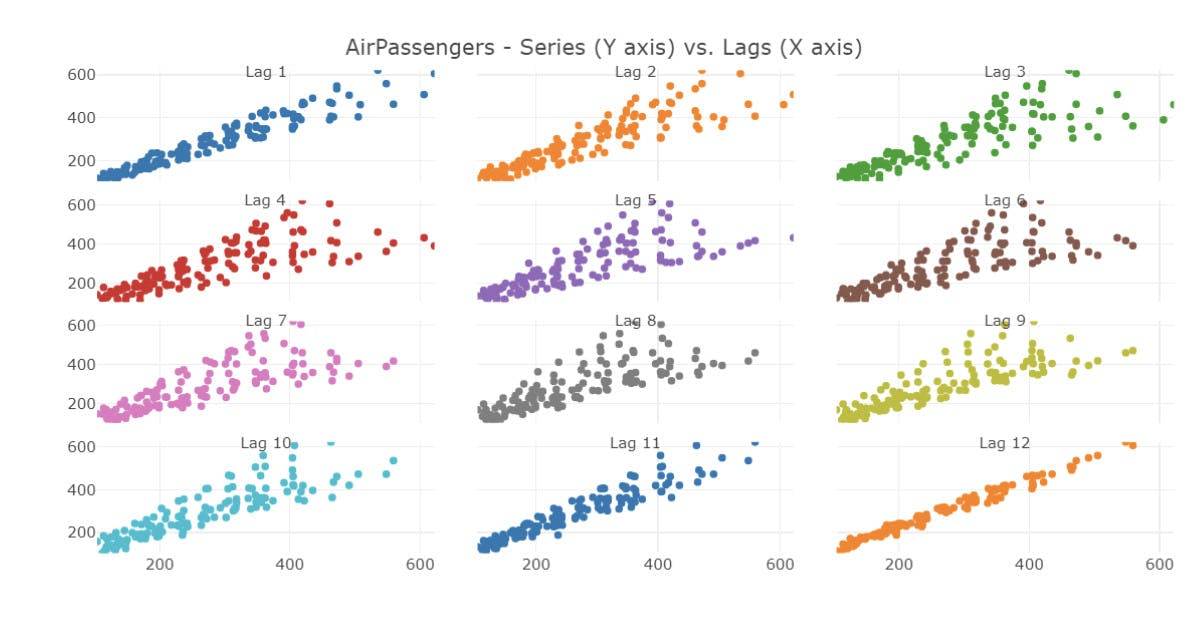 AirPassengers - Series (Y axis) vs. Lags (X axis)
Lag 1
Lag 2
Lag 3
600
400
200
Lag 4
Lag 5
Lag 6
600
400
200
Lag 7
Lag 8
Lag 9
600
400
200
Lag 10
Lag 11
Lag 12
600
400
200
200 400 600
200 400 600
200 400 600